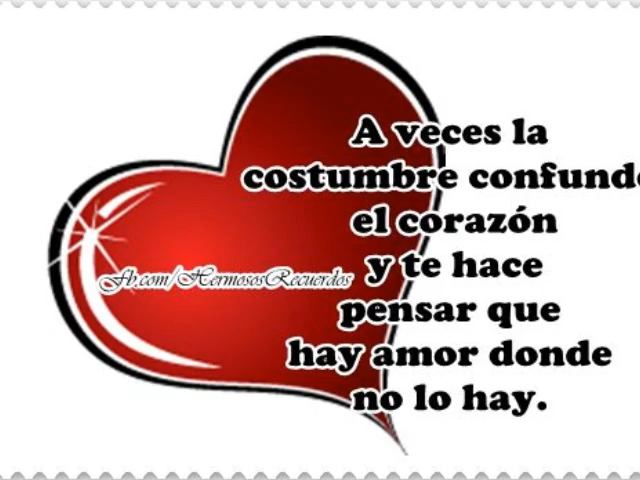 A veces la
costumbre confunde
el corazón
fb.com/HermososRecuerdos
y te hace
pensar que
hay amor donde
no lo hay.